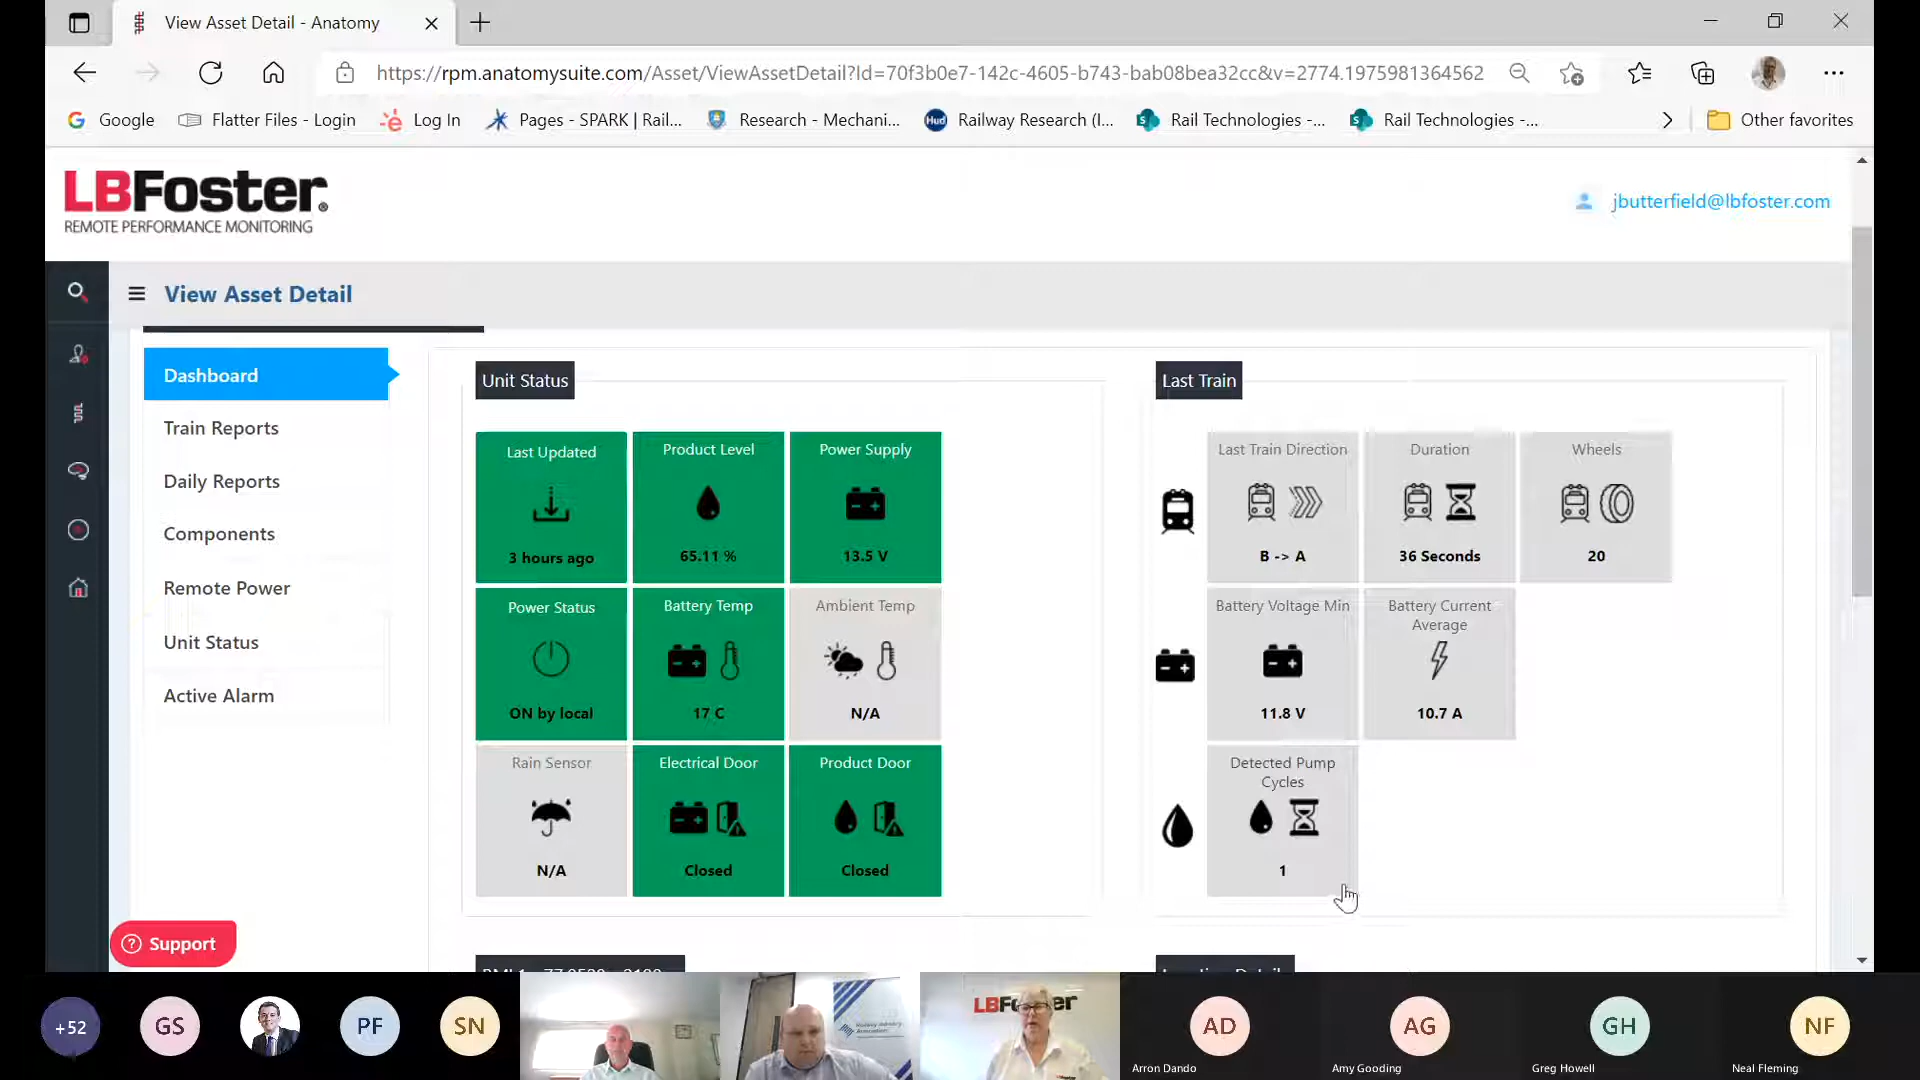 View Asset Detail - Anatomy
https://rpm.anatomysuite.com/Asset/ViewAssetDetail?Id=70f3b0e7-142c-4605-b743-bab08bea32cc&v=2774.1975981364562
Google
Flatter Files - Login
Log In
Pages - SPARK | Rail...
Research - Mechani...
Hud
Railway Research (I...
Rail Technologies -...
Rail Technologies -...
Other favorites
LBFoster®
REMOTE PERFORMANCE MONITORING
jbutterfield@lbfoster.com
View Asset Detail
Dashboard
Train Reports
Daily Reports
Components
Remote Power
Unit Status
Active Alarm
Unit Status
Last Updated
3 hours ago
Product Level
65.11 %
Power Supply
13.5 V
Power Status
ON by local
Battery Temp
17 C
Ambient Temp
N/A
Rain Sensor
N/A
Electrical Door
Closed
Product Door
Closed
Last Train
Last Train Direction
B -> A
Duration
36 Seconds
Wheels
20
Battery Voltage Min
11.8 V
Battery Current
Average
10.7 A
Detected Pump
Cycles
1
Support
Location Detail
+52
GS
PF
SN
LBFoster
AD
Arron Dando
AG
Amy Gooding
GH
Greg Howell
NF
Neal Fleming